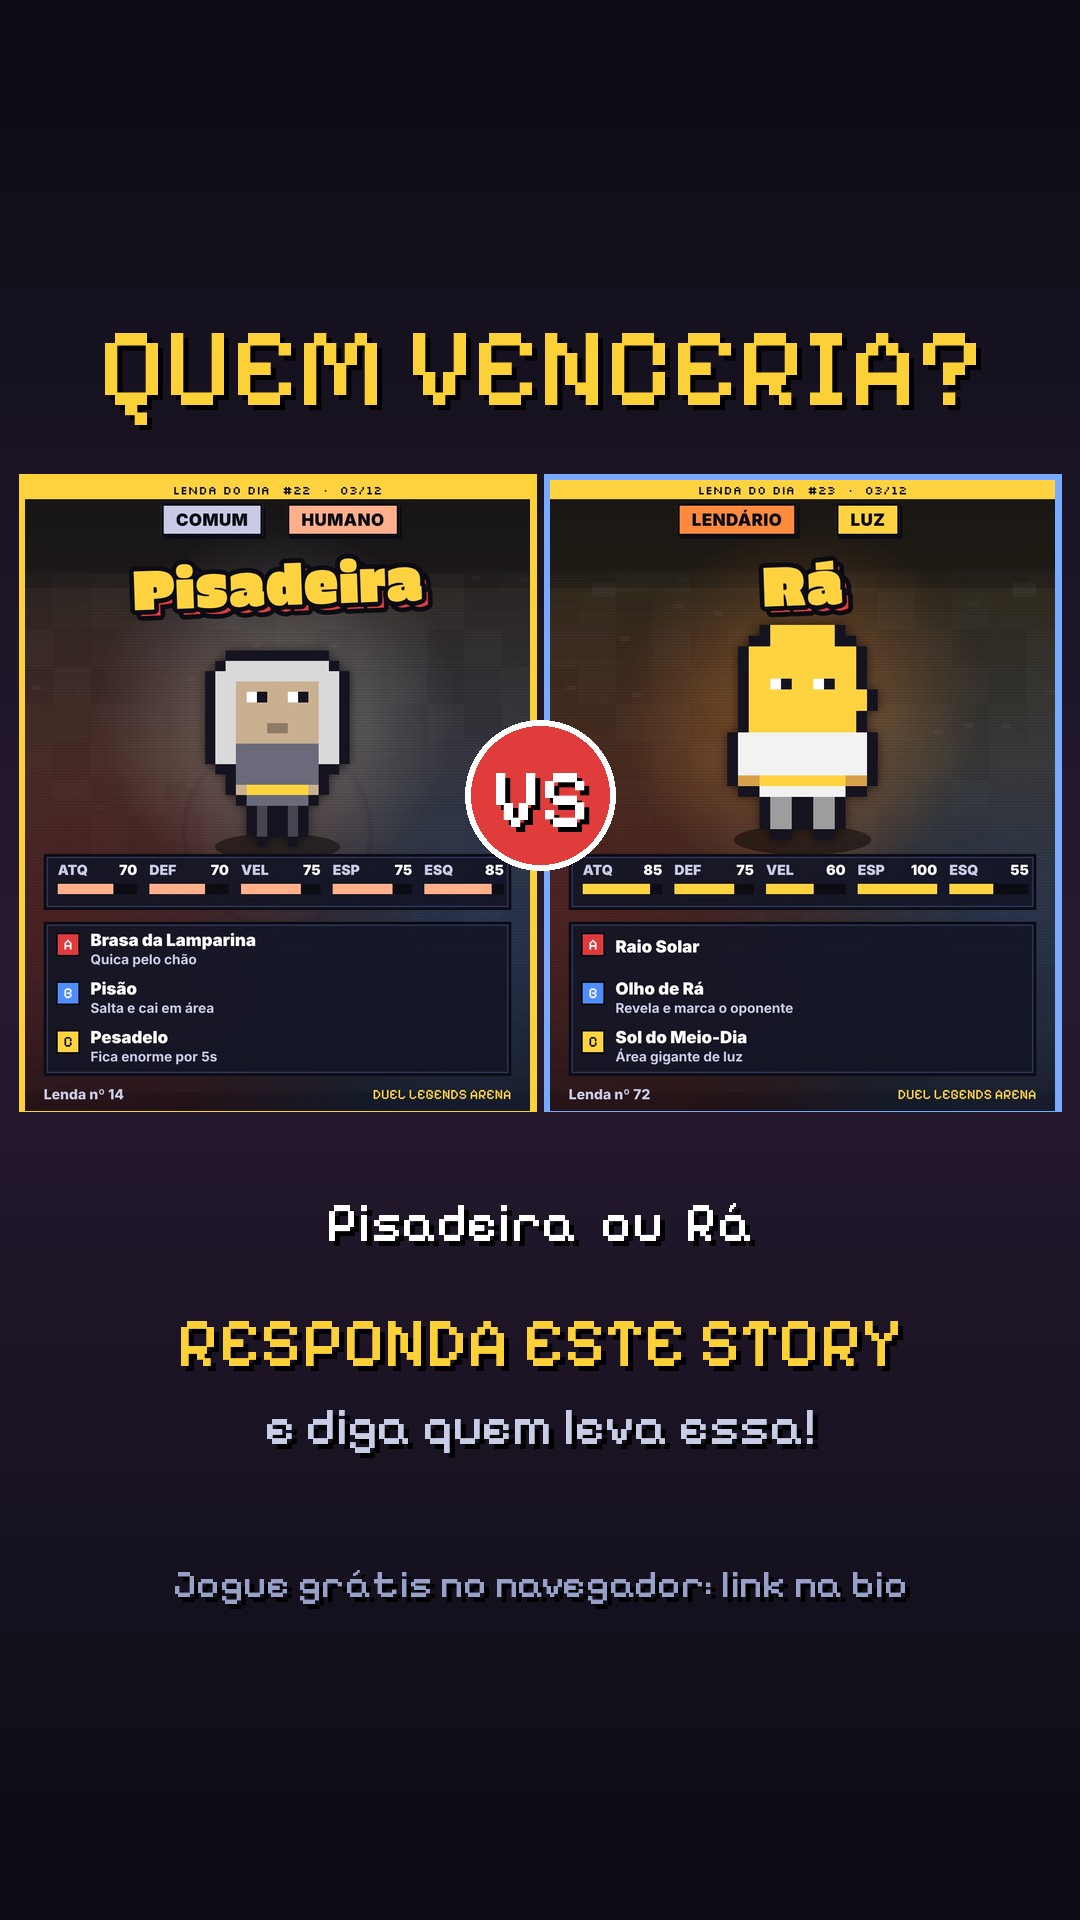 QUEM VENCERIA?
LENDA DO DIA #22 · 03/12
COMUM HUMANO
Pisadeira
ATQ 70 DEF 70 VEL 75 ESP 75 ESQ 85
A Brasa da Lamparina
Quica pelo chão
B Pisão
Salta e cai em área
C Pesadelo
Fica enorme por 5s
Lenda nº 14 DUEL LEGENDS ARENA
VS
LENDA DO DIA #23 · 03/12
LENDÁRIO LUZ
Rá
ATQ 85 DEF 75 VEL 60 ESP 100 ESQ 55
A Raio Solar
B Olho de Rá
Revela e marca o oponente
C Sol do Meio-Dia
Área gigante de luz
Lenda nº 72 DUEL LEGENDS ARENA
Pisadeira ou Rá
RESPONDA ESTE STORY
e diga quem leva essa!
Jogue grátis no navegador: link na bio